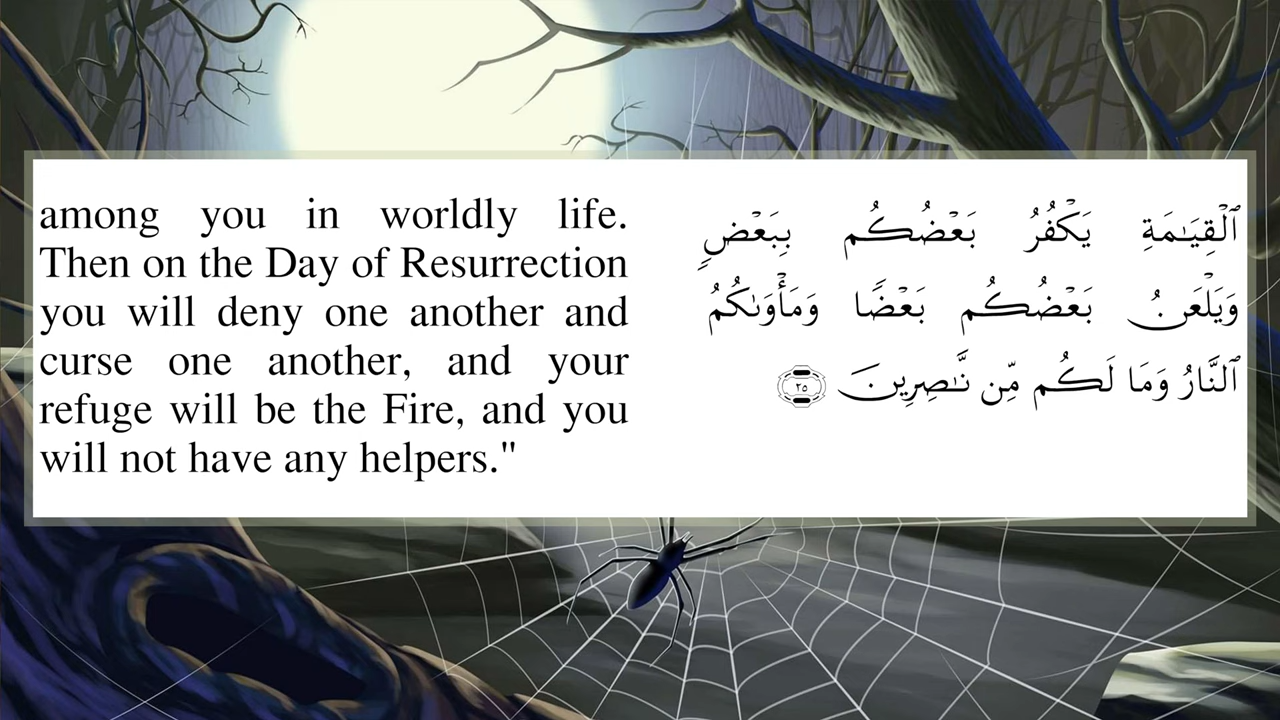 among you in worldly life.
Then on the Day of Resurrection
you will deny one another and
curse one another, and your
refuge will be the Fire, and you
will not have any helpers."
ٱلْقِيَـٰمَةِ يَكْفُرُ بَعْضُكُم بِبَعْضٍ
وَيَلْعَنُ بَعْضُكُم بَعْضًا وَمَأْوَىٰكُمُ
ٱلنَّارُ وَمَا لَكُم مِّن نَّـٰصِرِينَ ٢٥